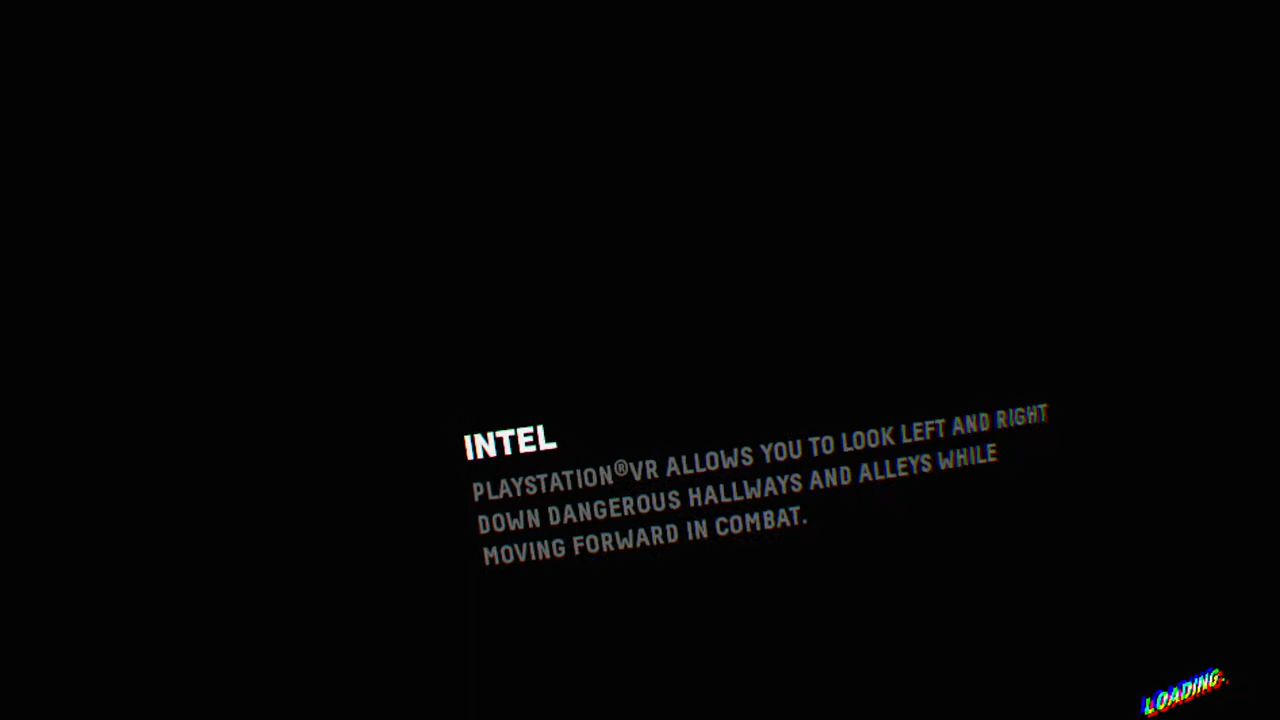 INTEL
PLAYSTATION®VR ALLOWS YOU TO LOOK LEFT AND RIGHT
DOWN DANGEROUS HALLWAYS AND ALLEYS WHILE
MOVING FORWARD IN COMBAT.
LOADING.